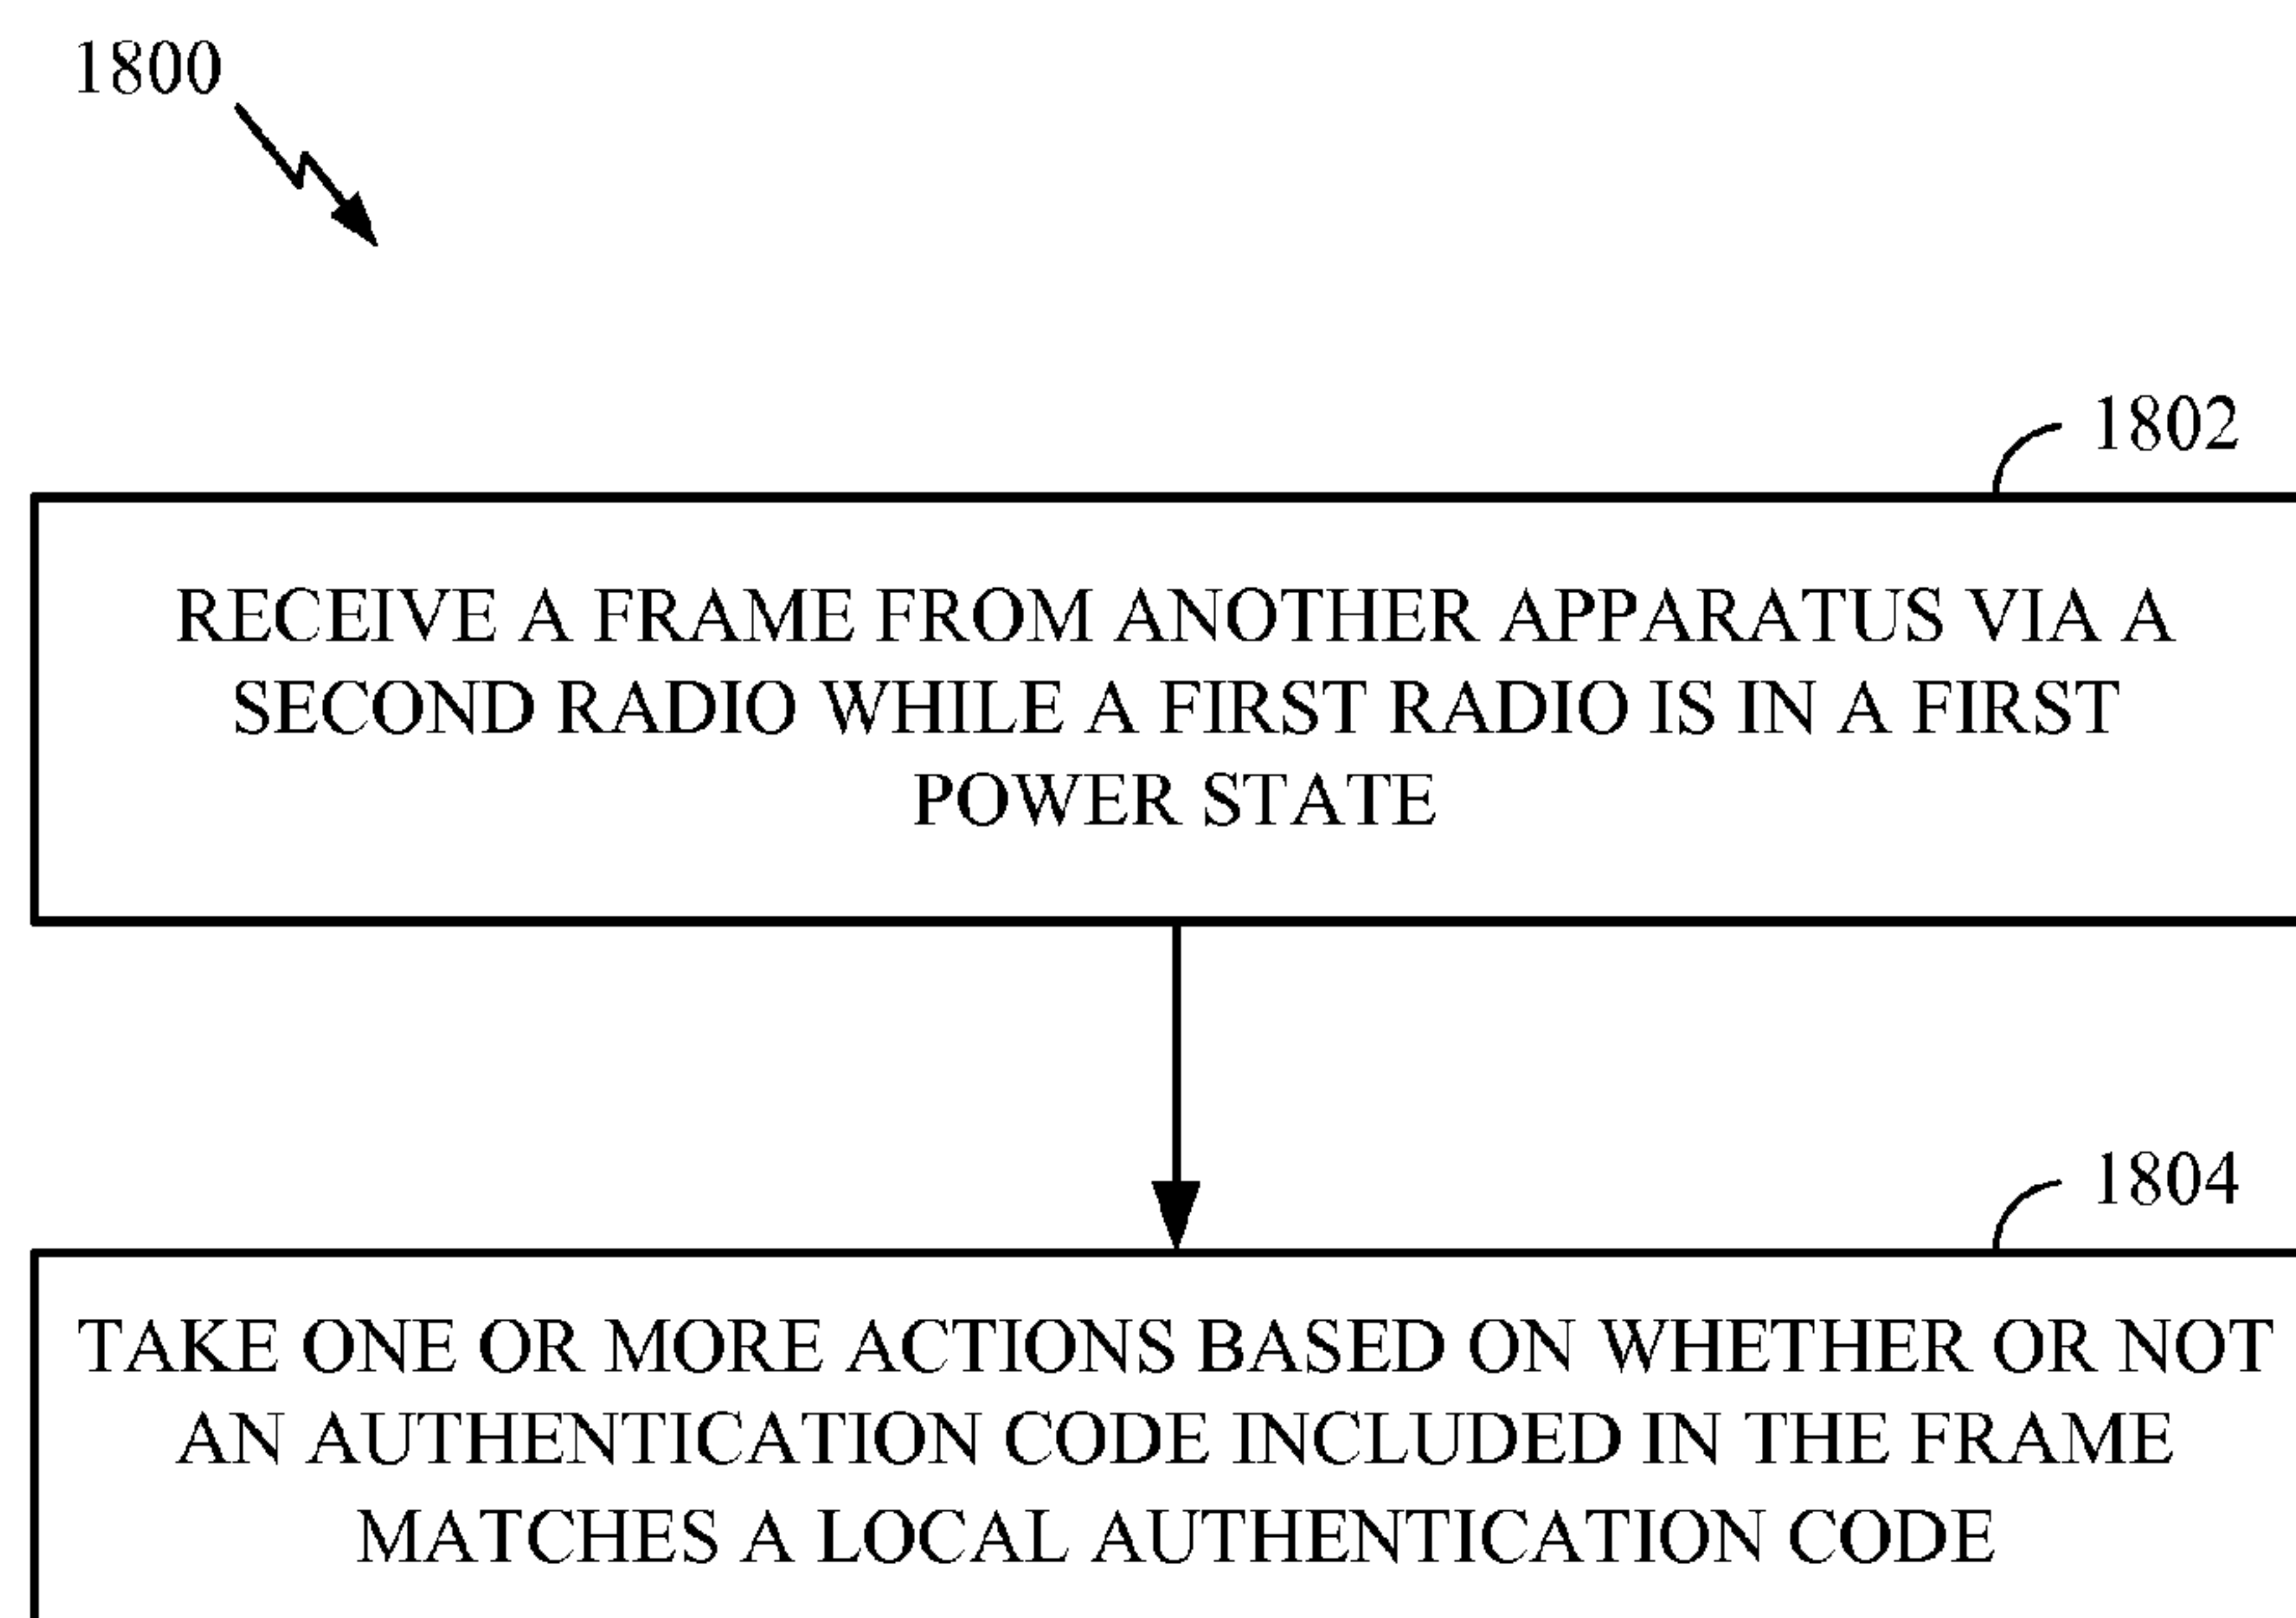 1800
1802
RECEIVE A FRAME FROM ANOTHER APPARATUS VIA A
SECOND RADIO WHILE A FIRST RADIO IS IN A FIRST
POWER STATE
1804
TAKE ONE OR MORE ACTIONS BASED ON WHETHER OR NOT
AN AUTHENTICATION CODE INCLUDED IN THE FRAME
MATCHES A LOCAL AUTHENTICATION CODE